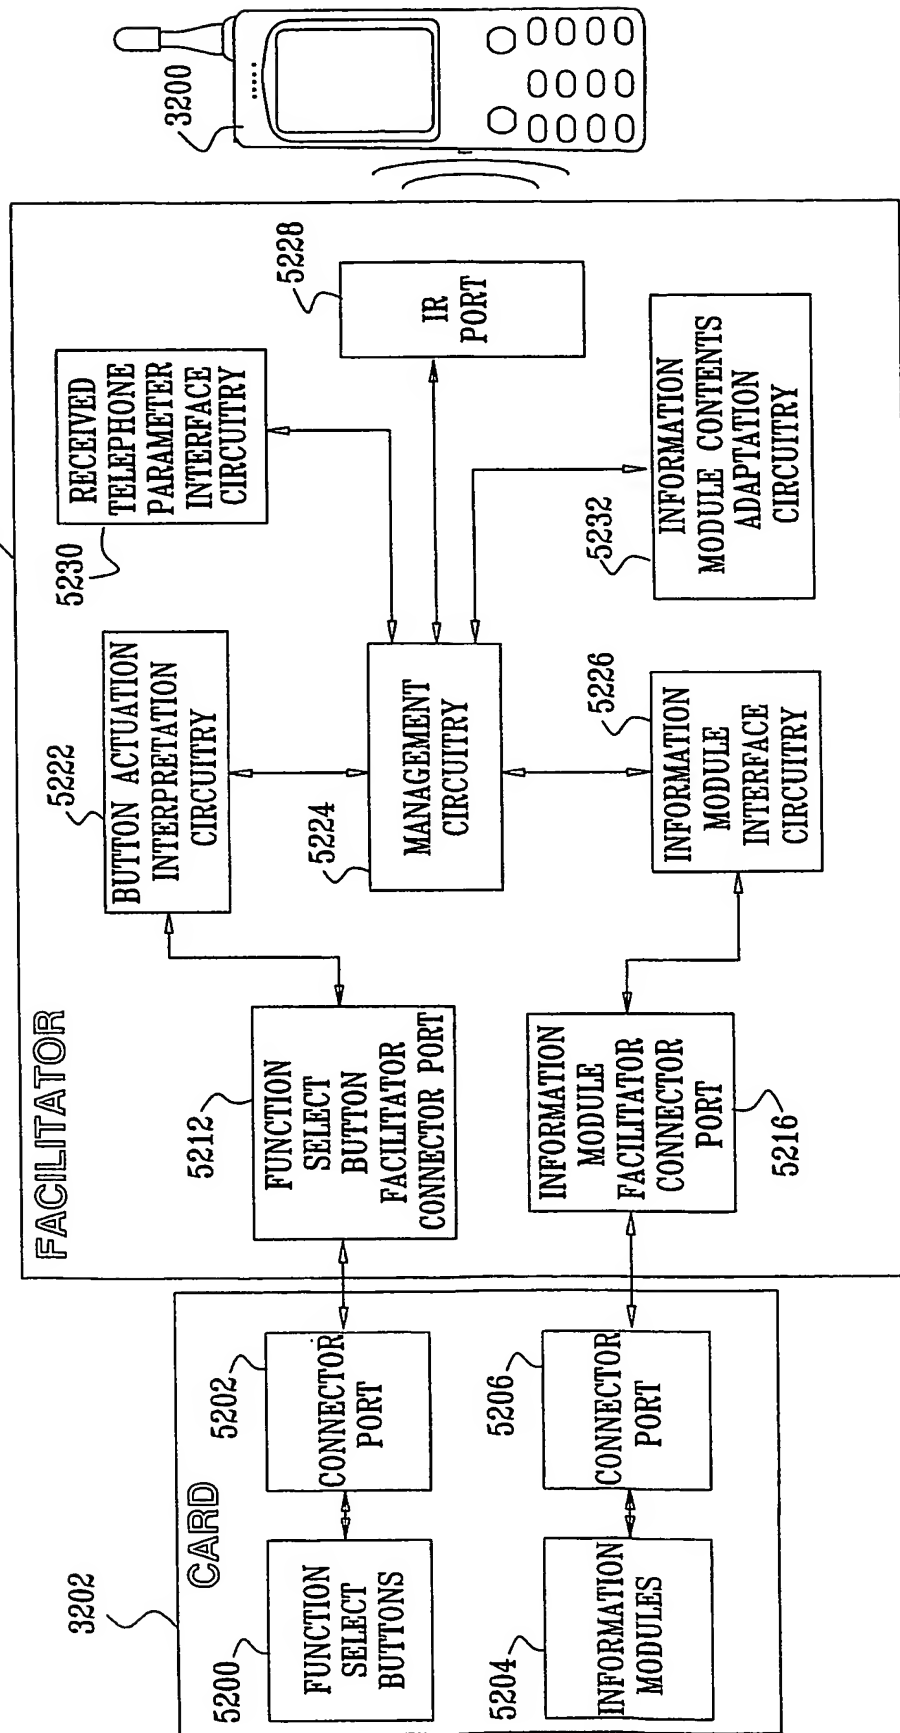 3202
CARD
5200
FUNCTION
SELECT
BUTTONS
5202
CONNECTOR
PORT
5204
INFORMATION
MODULES
5206
CONNECTOR
PORT
FACILITATOR
5212
FUNCTION
SELECT
BUTTON
FACILITATOR
CONNECTOR PORT
INFORMATION
MODULE
FACILITATOR
CONNECTOR
PORT
5216
5222
BUTTON ACTUATION
INTERPRETATION
CIRCUITRY
5224
MANAGEMENT
CIRCUITRY
5226
INFORMATION
MODULE
INTERFACE
CIRCUITRY
5230
RECEIVED
TELEPHONE
PARAMETER
INTERFACE
CIRCUITRY
5228
IR
PORT
5232
INFORMATION
MODULE CONTENTS
ADAPTATION
CIRCUITRY
3200